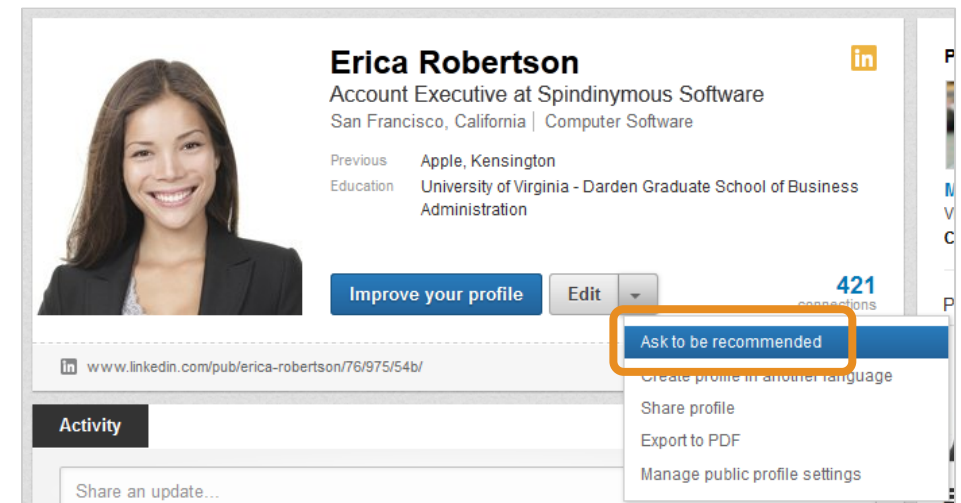 Erica Robertson
in
Account Executive at Spindinymous Software
San Francisco, California | Computer Software
Previous Apple, Kensington
Education University of Virginia - Darden Graduate School of Business
Administration
Improve your profile Edit
421
connections
Ask to be recommended
in www.linkedin.com/pub/erica-robertson/76/975/54b/
Create profile in another language
Share profile
Activity
Export to PDF
Manage public profile settings
Share an update...